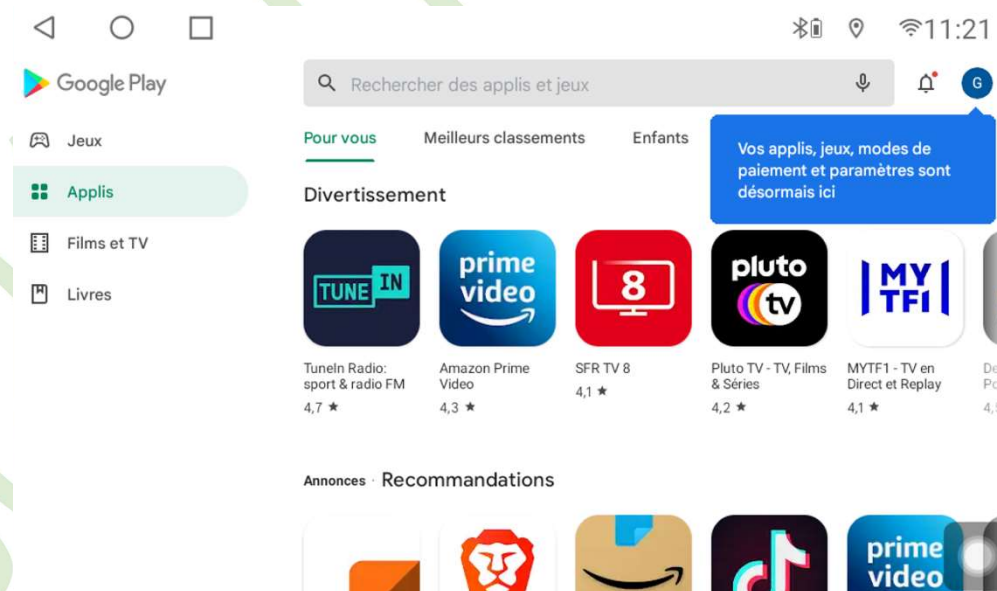 11:21
Google Play
Rechercher des applis et jeux
G
Jeux
Applis
Films et TV
Livres
Pour vous
Meilleurs classements
Enfants
Vos applis, jeux, modes de
paiement et paramètres sont
désormais ici
Divertissement
TUNE IN
prime
video
8
pluto
tv
MY
TF1
TuneIn Radio:
sport & radio FM
4,7 ★
Amazon Prime
Video
4,3 ★
SFR TV 8
4,1 ★
Pluto TV - TV, Films
& Séries
4,2 ★
MYTF1 - TV en
Direct et Replay
4,1 ★
Annonces · Recommandations
prime
video